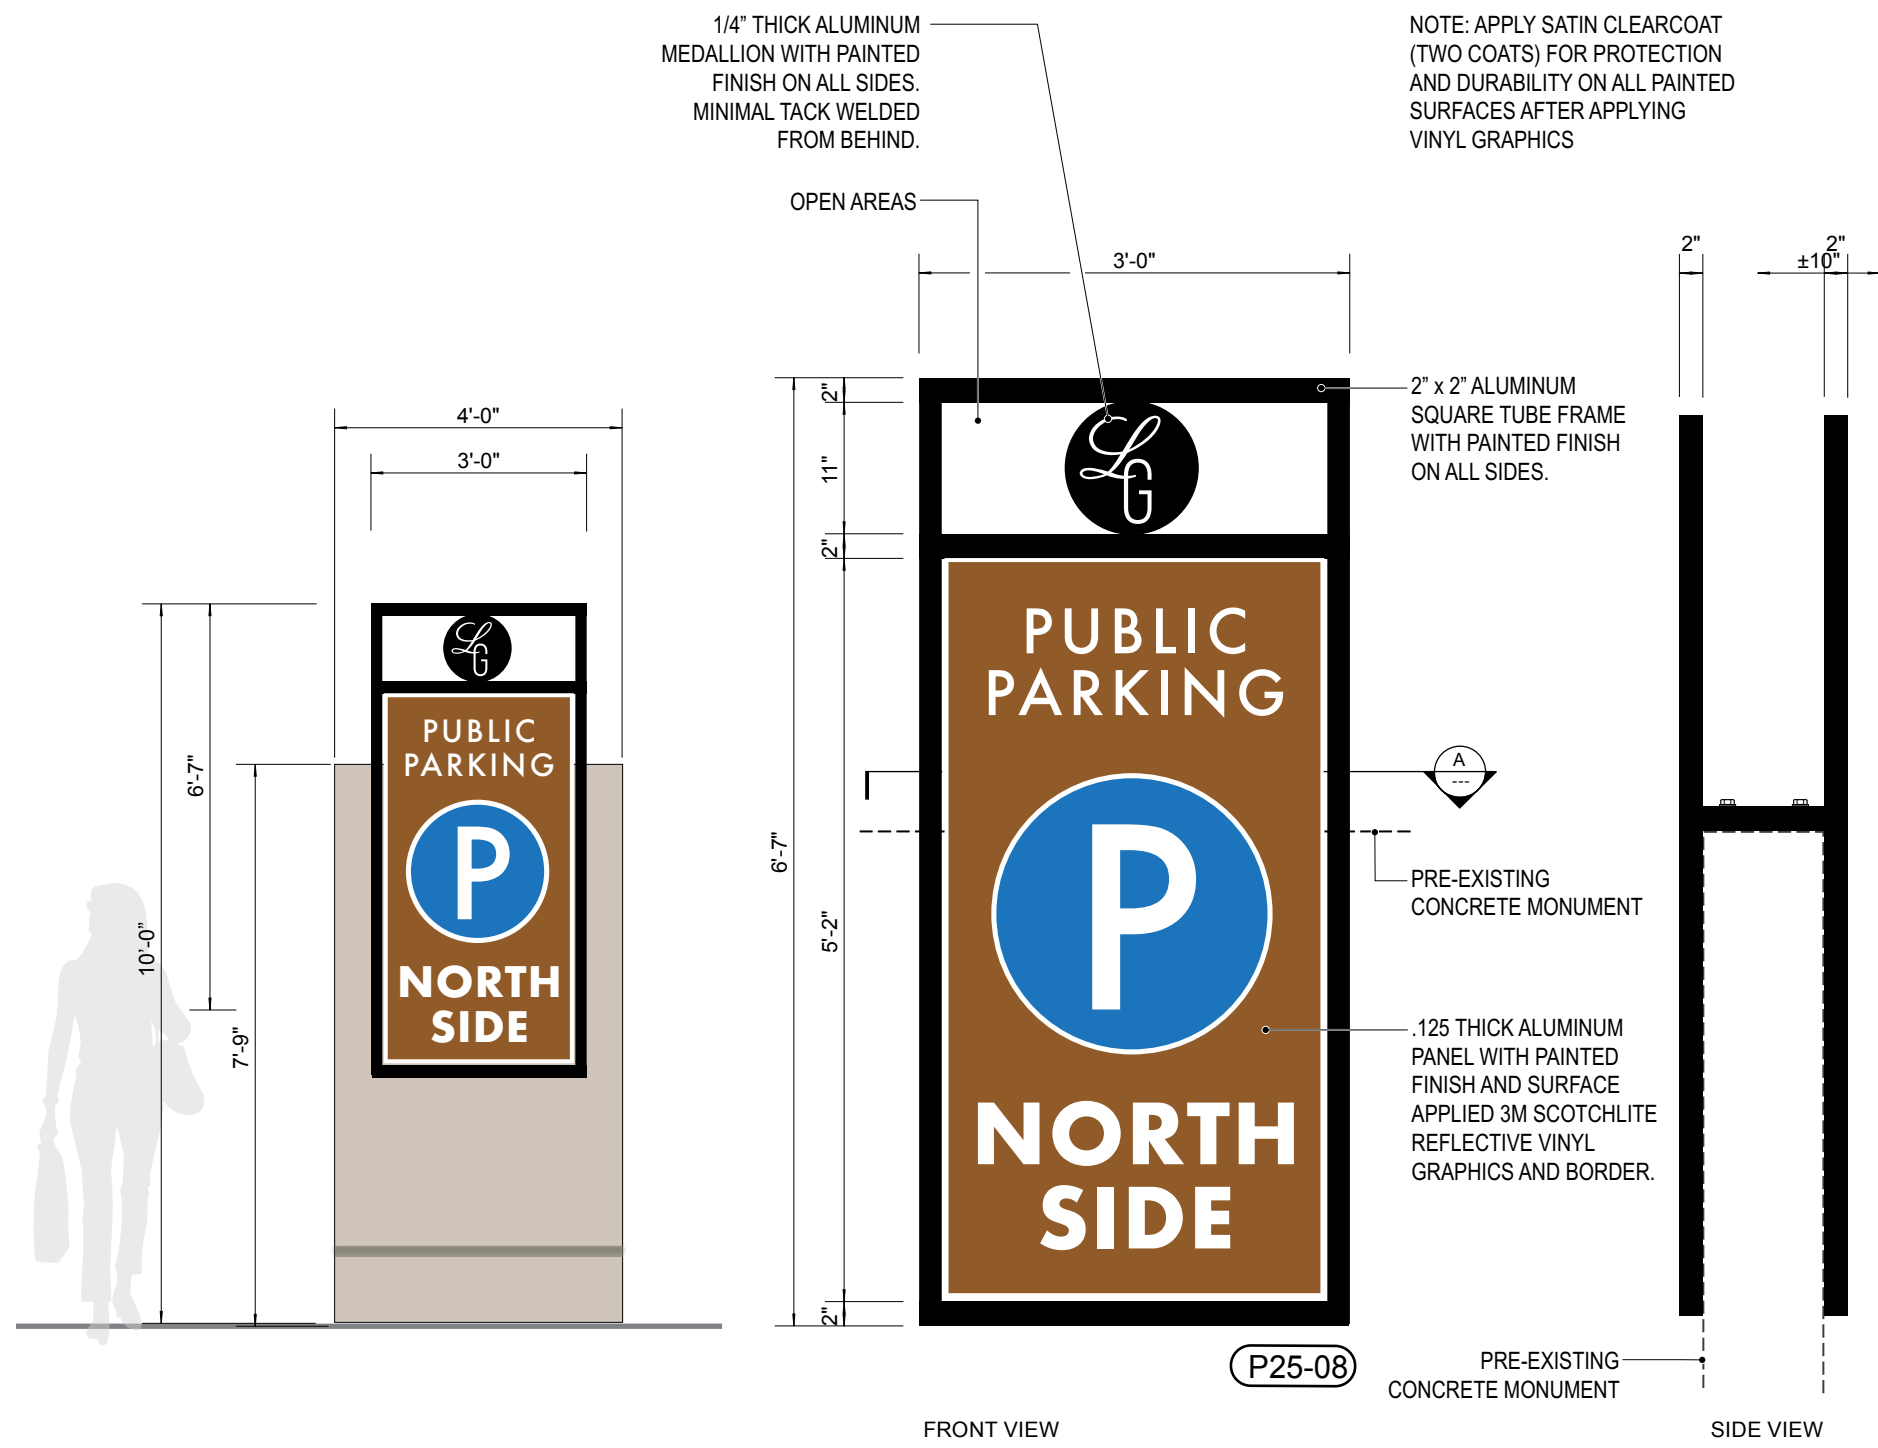 1/4” THICK ALUMINUM
MEDALLION WITH PAINTED
FINISH ON ALL SIDES.
MINIMAL TACK WELDED
FROM BEHIND.
OPEN AREAS
NOTE: APPLY SATIN CLEARCOAT
(TWO COATS) FOR PROTECTION
AND DURABILITY ON ALL PAINTED
SURFACES AFTER APPLYING
VINYL GRAPHICS
4'-0"
3'-0"
10’-0”
6'-7"
7'-9"
LG
PUBLIC
PARKING
P
NORTH
SIDE
3'-0"
6'-7"
2"
11"
2"
5'-2"
2"
LG
PUBLIC
PARKING
P
NORTH
SIDE
2” x 2” ALUMINUM
SQUARE TUBE FRAME
WITH PAINTED FINISH
ON ALL SIDES.
A
---
PRE-EXISTING
CONCRETE MONUMENT
.125 THICK ALUMINUM
PANEL WITH PAINTED
FINISH AND SURFACE
APPLIED 3M SCOTCHLITE
REFLECTIVE VINYL
GRAPHICS AND BORDER.
P25-08
FRONT VIEW
2"
2"
±10"
PRE-EXISTING
CONCRETE MONUMENT
SIDE VIEW